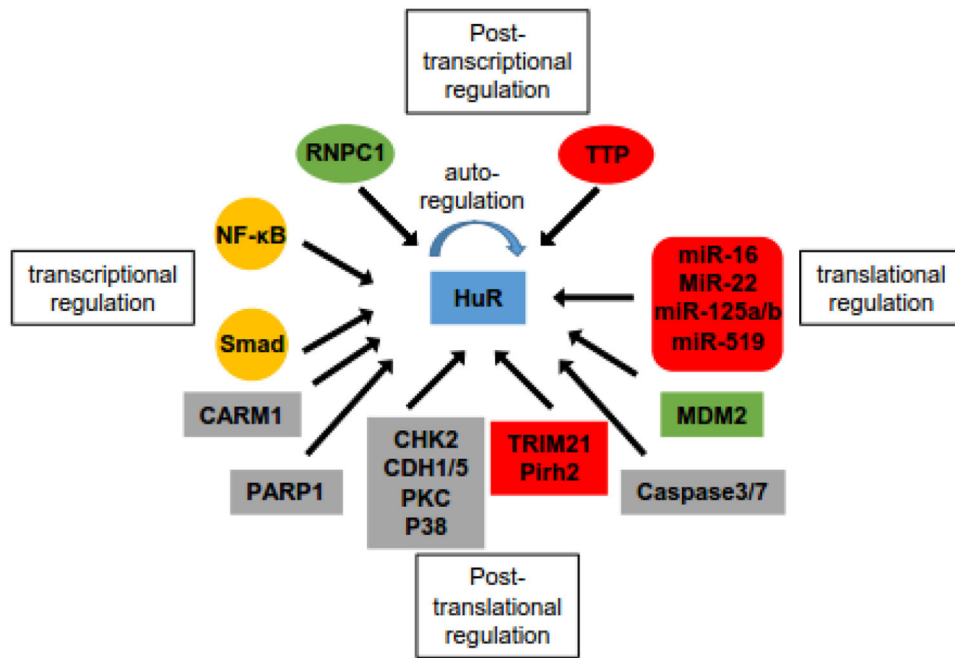 Post-
transcriptional
regulation
RNPC1
TTP
auto-
regulation
NF-κB
transcriptional
regulation
HuR
miR-16
MiR-22
miR-125a/b
miR-519
translational
regulation
Smad
CARM1
MDM2
CHK2
CDH1/5
PKC
P38
TRIM21
Pirh2
PARP1
Caspase3/7
Post-
translational
regulation